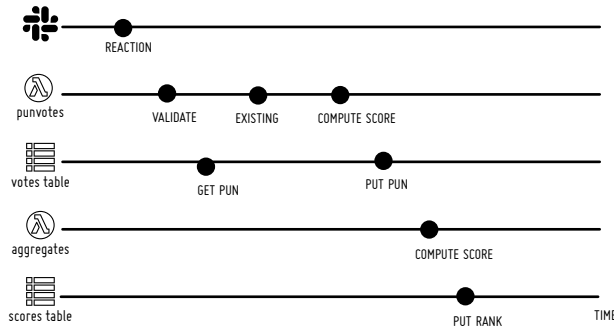 REACTION
punvotes
VALIDATE EXISTING COMPUTE SCORE
votes table
GET PUN PUT PUN
aggregates
COMPUTE SCORE
scores table
PUT RANK TIME